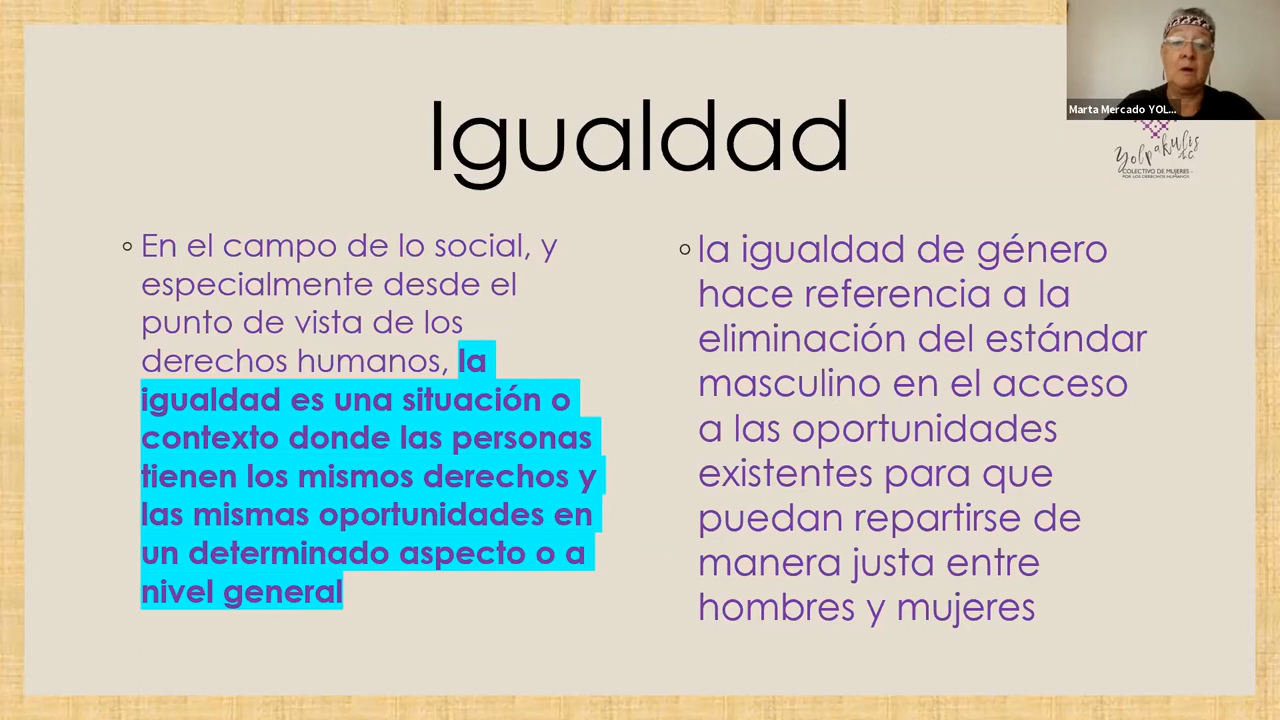 Igualdad
Marta Mercado YOL...
Yolpakulis
A.C.
COLECTIVO DE MUJERES
POR LOS DERECHOS HUMANOS
En el campo de lo social, y
especialmente desde el
punto de vista de los
derechos humanos, la
igualdad es una situación o
contexto donde las personas
tienen los mismos derechos y
las mismas oportunidades en
un determinado aspecto o a
nivel general
la igualdad de género
hace referencia a la
eliminación del estándar
masculino en el acceso
a las oportunidades
existentes para que
puedan repartirse de
manera justa entre
hombres y mujeres